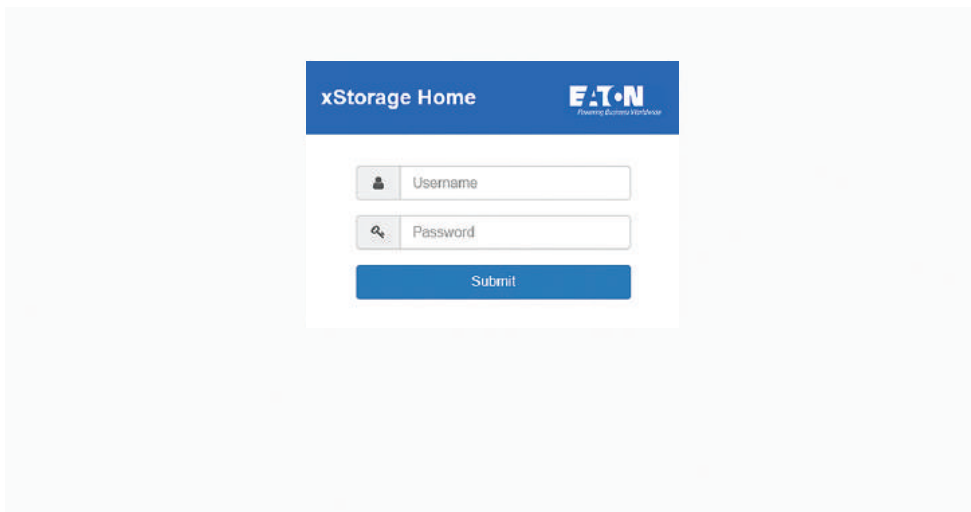 xStorage Home
EATON
Powering Business Worldwide
Username
Password
Submit